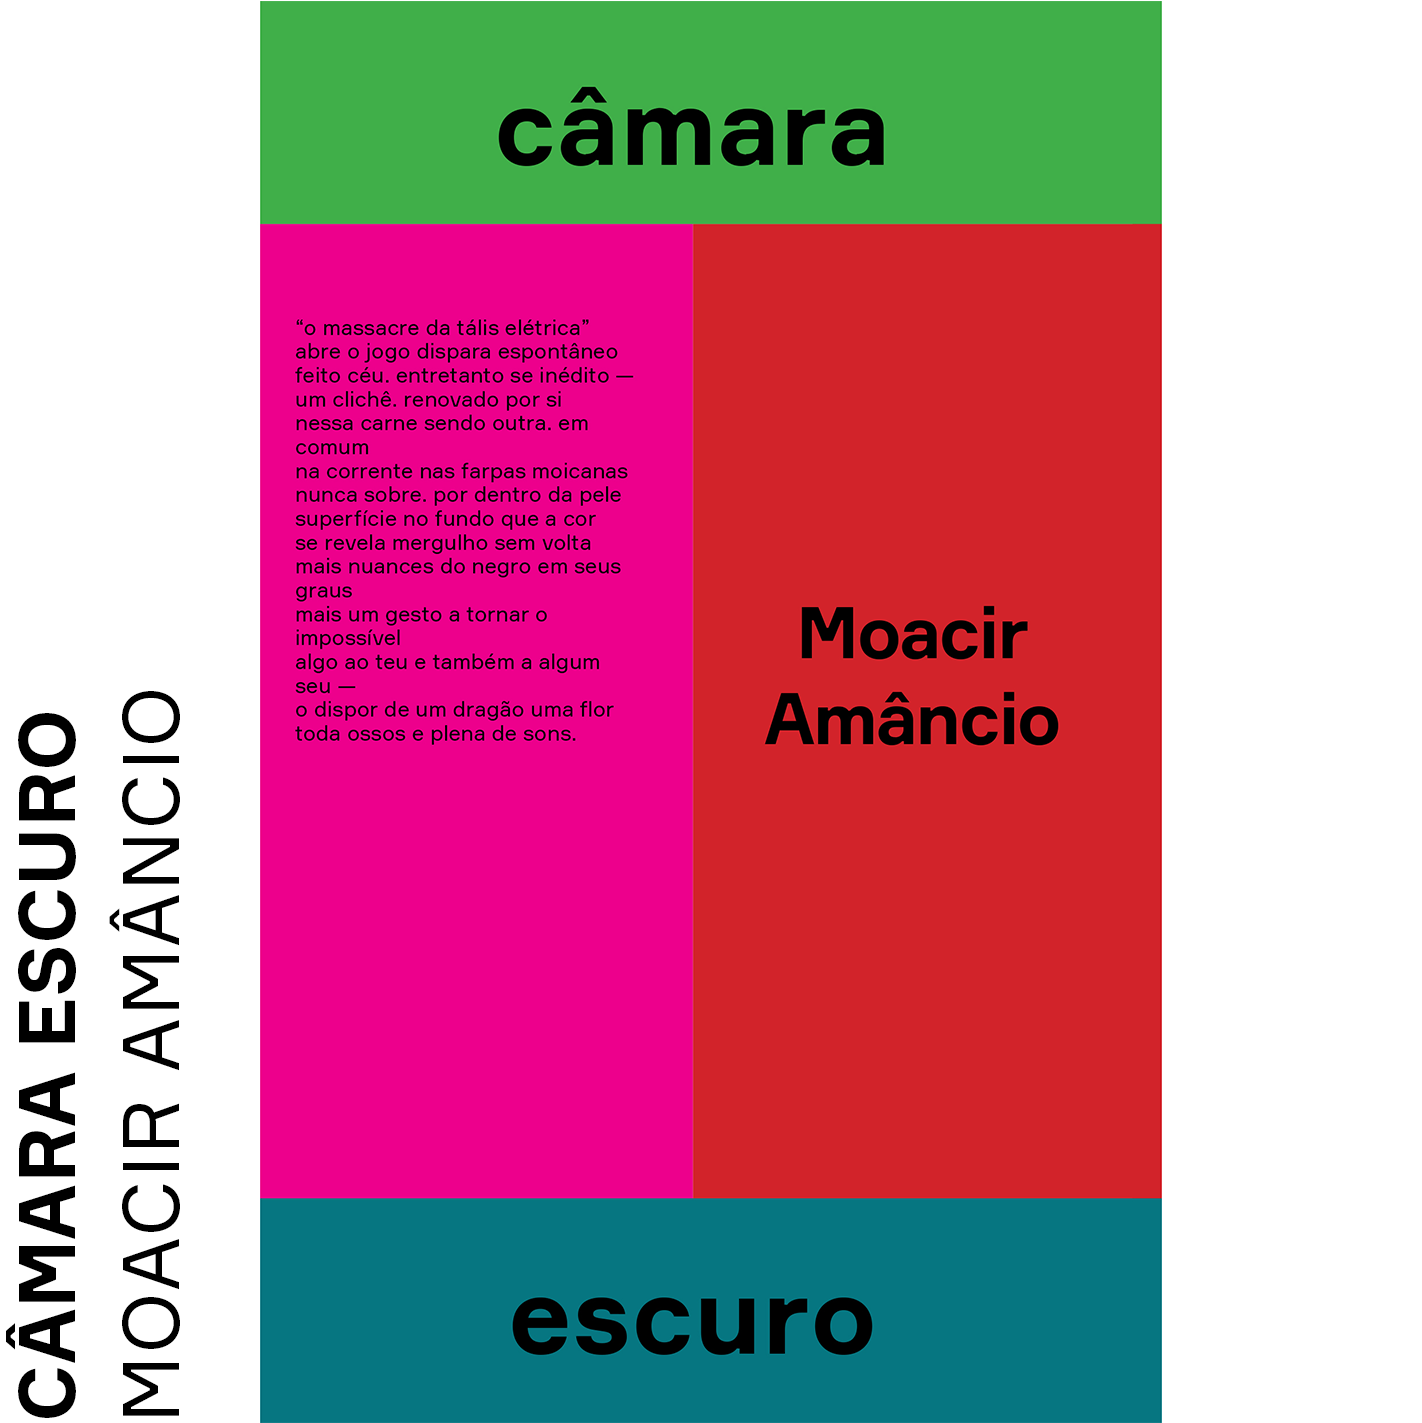 CÂMARA ESCURO
MOACIR AMÂNCIO
câmara
“o massacre da tális elétrica”
abre o jogo dispara espontâneo
feito céu. entretanto se inédito —
um clichê. renovado por si
nessa carne sendo outra. em
comum
na corrente nas farpas moicanas
nunca sobre. por dentro da pele
superfície no fundo que a cor
se revela mergulho sem volta
mais nuances do negro em seus
graus
mais um gesto a tornar o
impossível
algo ao teu e também a algum
seu —
o dispor de um dragão uma flor
toda ossos e plena de sons.
Moacir
Amâncio
escuro